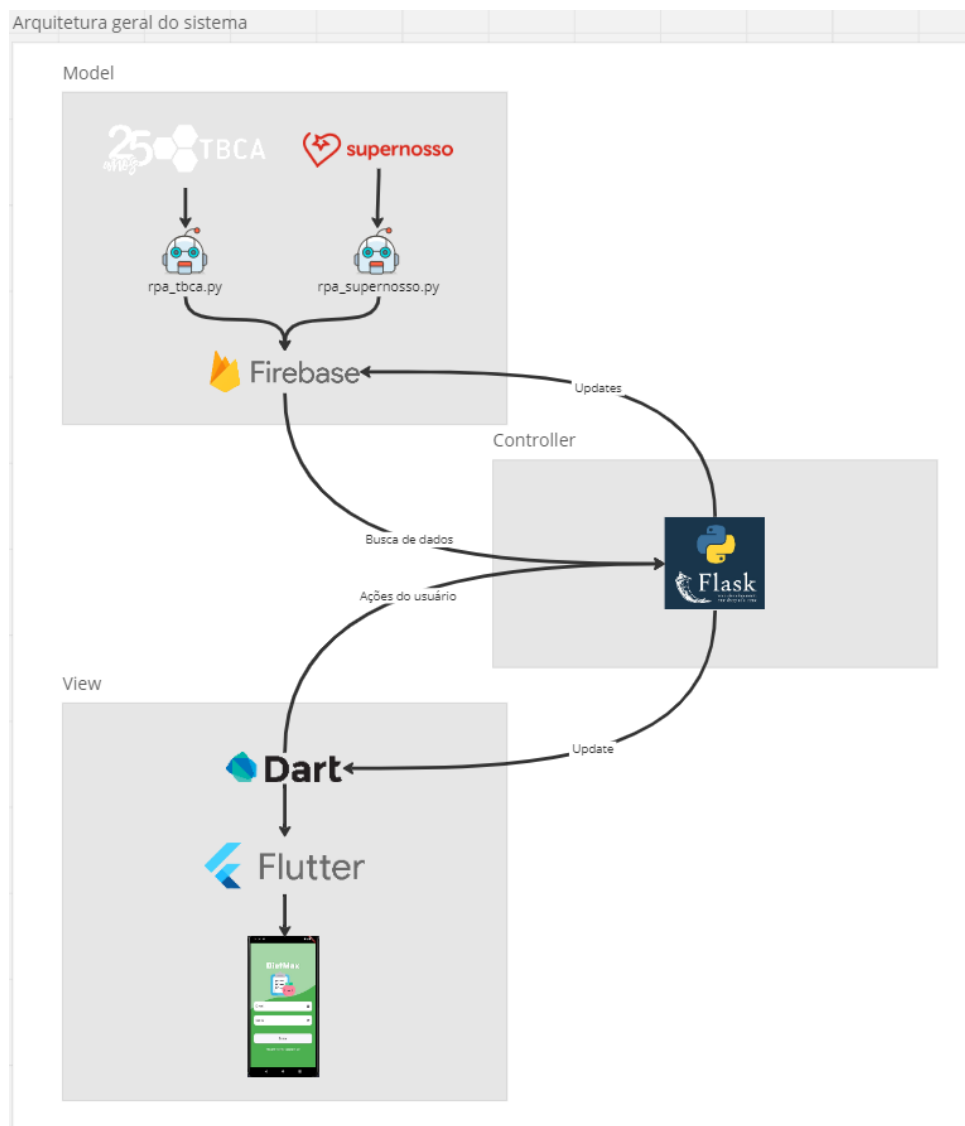 Arquitetura geral do sistema
Model
25 anos TBCA
supernosso
rpa_tbca.py
rpa_supernosso.py
Firebase
Updates
Controller
Busca de dados
Flask
Ações do usuário
View
Update
Dart
Flutter
DietMax